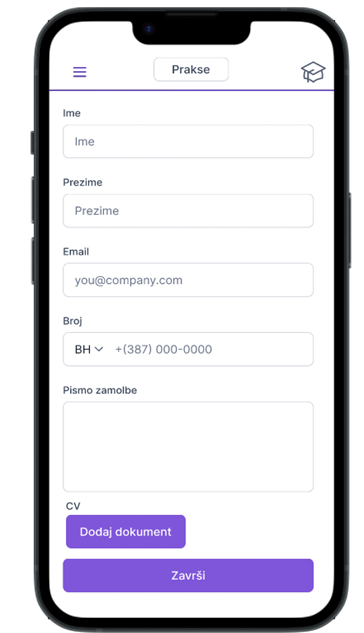 Prakse
Ime
Ime
Prezime
Prezime
Email
you@company.com
Broj
BH +(387) 000-0000
Pismo zamolbe
CV
Dodaj dokument
Završi